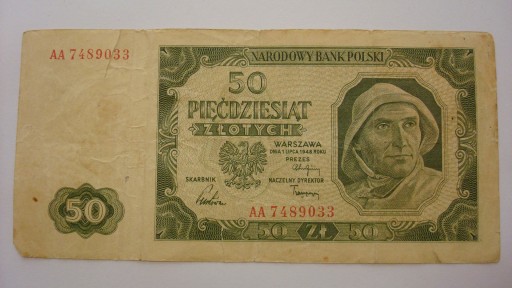 AA 7489033
NARODOWY BANK POLSKI
50
PIĘĆDZIESIĄT
ZŁOTYCH
WARSZAWA
DNIA 1 LIPCA 1948 ROKU
PREZES
SKARBNIK
NACZELNY DYREKTOR
AA 7489033
50
50 ZŁ 50